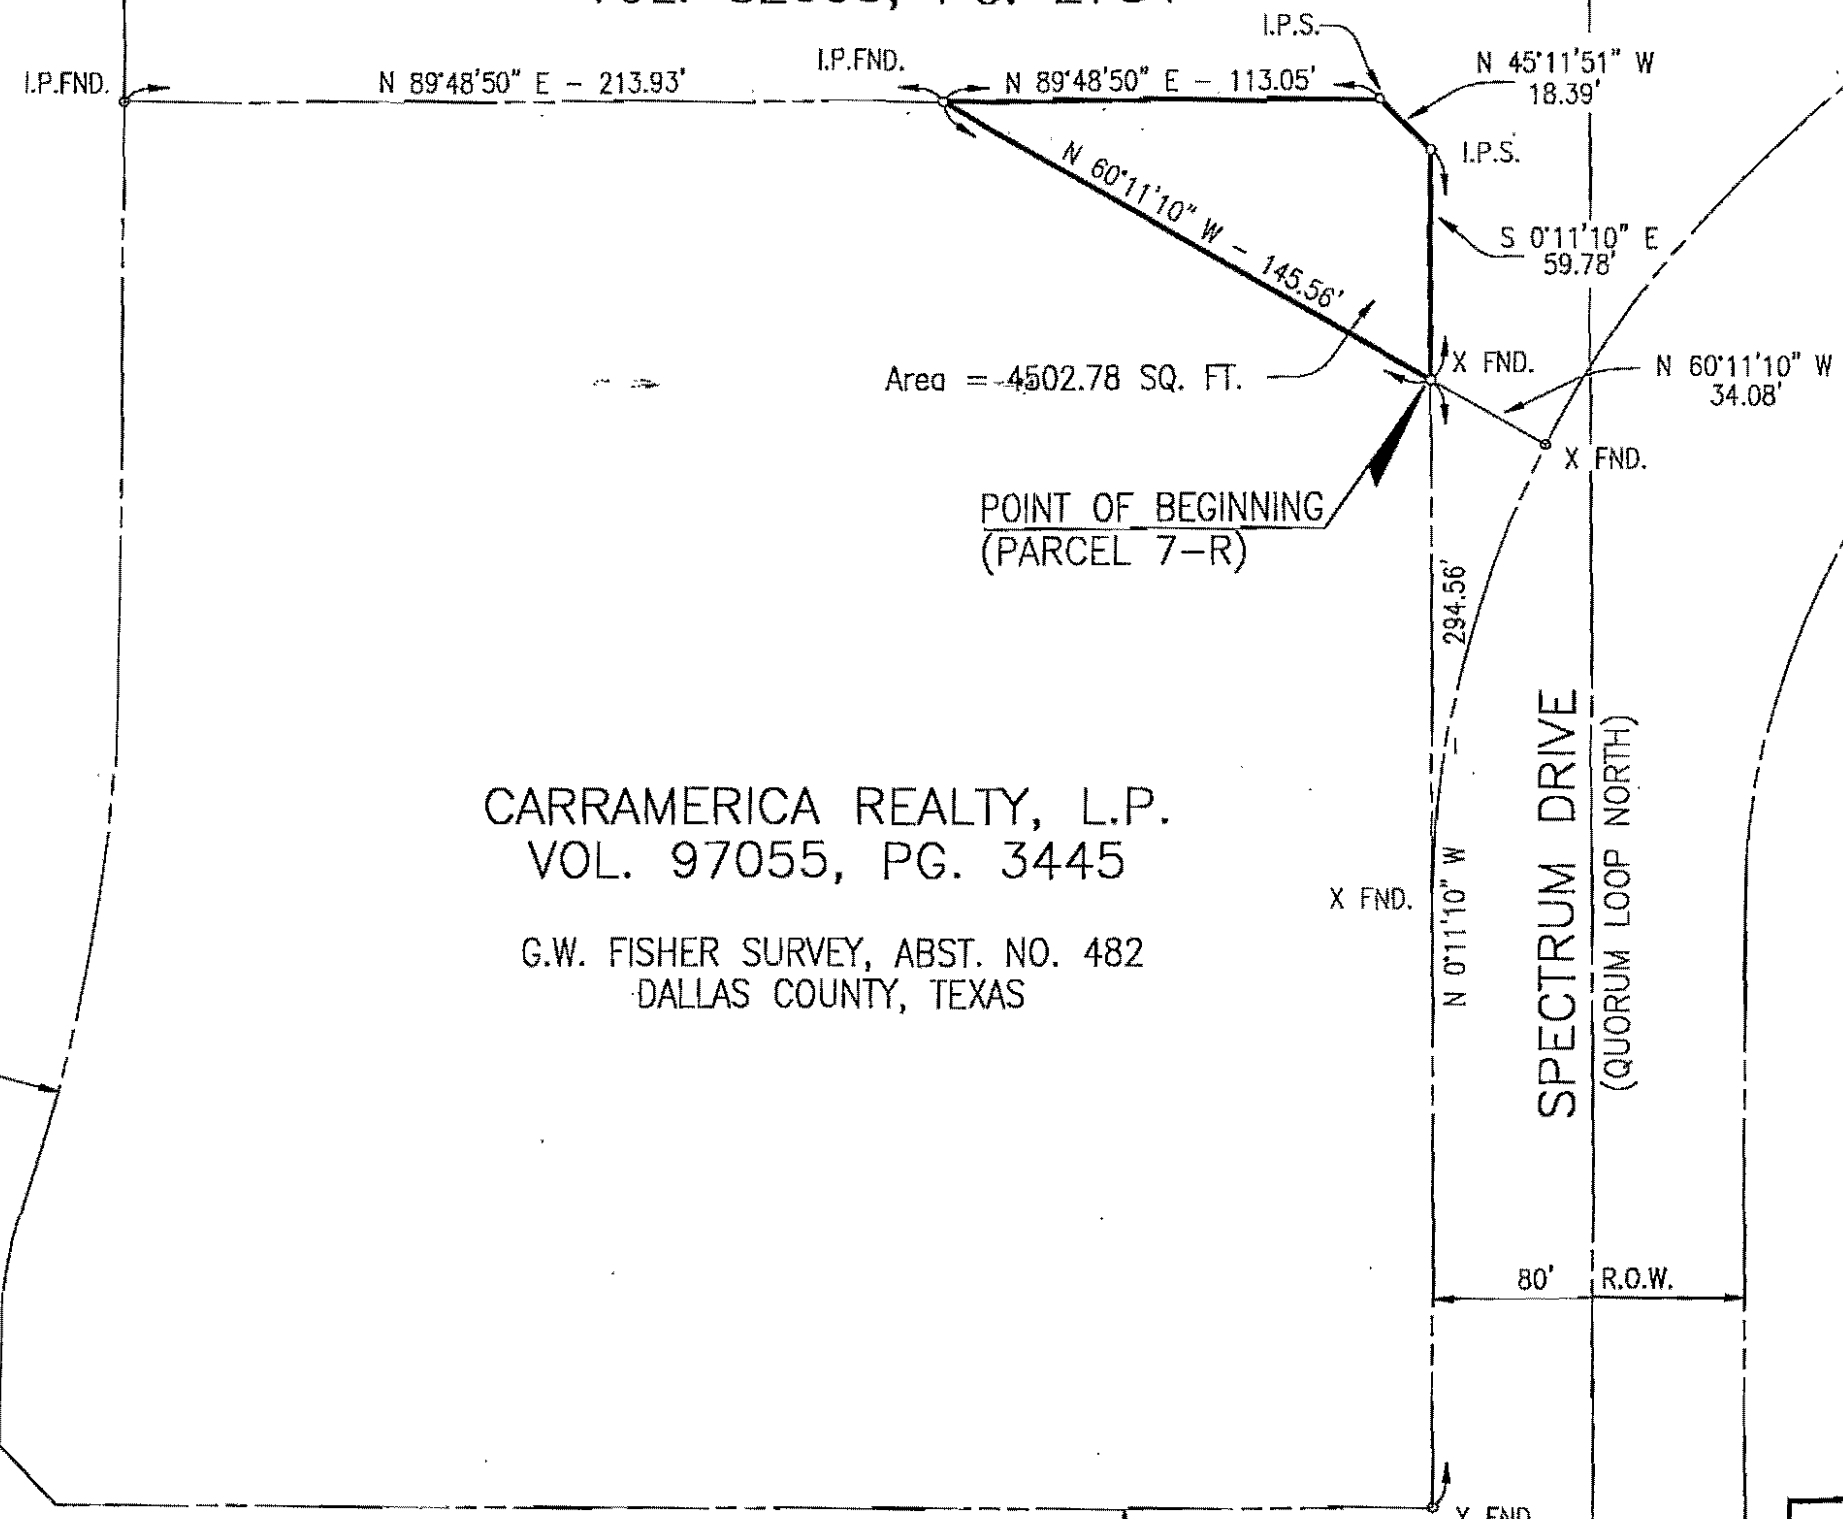 I.P.S.
I.P.FND.
N 89°48'50" E - 213.93'
I.P.FND.
N 89°48'50" E - 113.05'
N 45°11'51" W
18.39'
I.P.S.
N 60°11'10" W - 145.56'
S 0°11'10" E
59.78'
Area = 4502.78 SQ. FT.
X FND.
N 60°11'10" W
34.08'
X FND.
POINT OF BEGINNING
(PARCEL 7-R)
N 0°11'10" W - 294.56'
CARRAMERICA REALTY, L.P.
VOL. 97055, PG. 3445
X FND.
G.W. FISHER SURVEY, ABST. NO. 482
DALLAS COUNTY, TEXAS
SPECTRUM DRIVE
(QUORUM LOOP NORTH)
80' R.O.W.